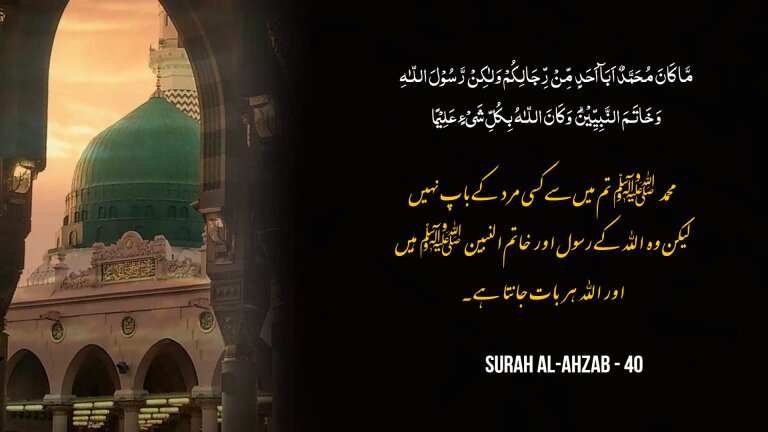 مَّا كَانَ مُحَمَّدٌ اَبَآ اَحَدٍ مِّنْ رِّجَالِكُمْ وَلٰكِنْ رَّسُوْلَ اللّٰهِ
وَخَاتَمَ النَّبِيّٖنَؕ وَكَانَ اللّٰهُ بِكُلِّ شَىْءٍ عَلِيْمًا
محمد ﷺ تم میں سے کسی مرد کے باپ نہیں
لیکن وہ اللہ کے رسول اور خاتم النبین ﷺ ہیں
اور اللہ ہر بات جانتا ہے۔
SURAH AL-AHZAB - 40